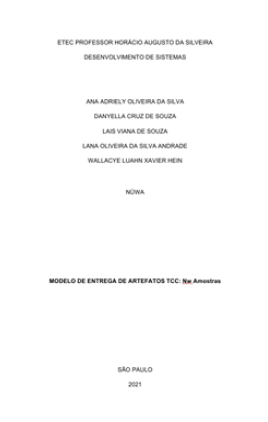 ETEC PROFESSOR HORÁCIO AUGUSTO DA SILVEIRA
DESENVOLVIMENTO DE SISTEMAS
ANA ADRIELY OLIVEIRA DA SILVA
DANYELLA CRUZ DE SOUZA
LAIS VIANA DE SOUZA
LANA OLIVEIRA DA SILVA ANDRADE
WALLACYE LUAHN XAVIER HEIN
NÜWA
MODELO DE ENTREGA DE ARTEFATOS TCC: Nw Amostras
SÃO PAULO
2021